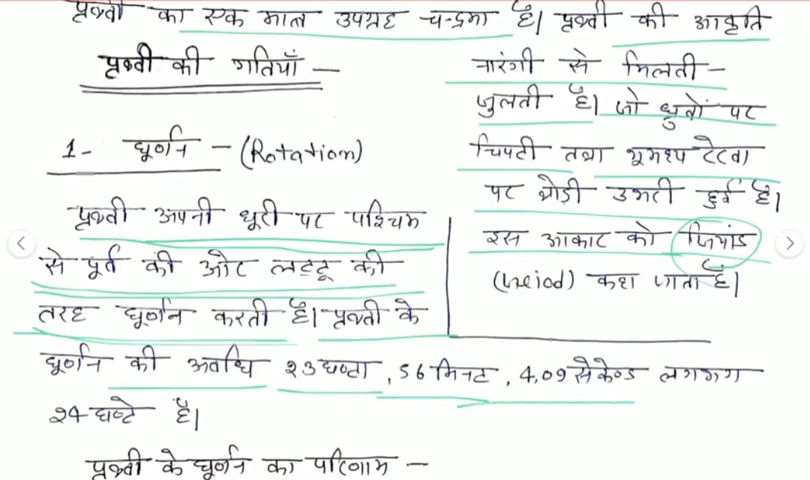 पृथ्वी का एक मात्र उपग्रह चन्द्रमा है। पृथ्वी की आकृति
नारंगी से मिलती –
जुलती है। जो ध्रुवों पर
चिपटी तथा भूमध्य रेखा
पर थोड़ी उभरी हुई है।
इस आकार को जियॉड
(Geiod) कहा जाता है।
पृथ्वी की गतियाँ –
1- घूर्णन – (Rotation)
पृथ्वी अपनी धूरी पर पश्चिम
से पूर्व की ओर लट्टू की
तरह घूर्णन करती है। पृथ्वी के
घूर्णन की अवधि 23 घण्टा, 56 मिनट, 4.09 सेकेण्ड लगभग
24 घण्टे है।
पृथ्वी के घूर्णन का परिणाम –